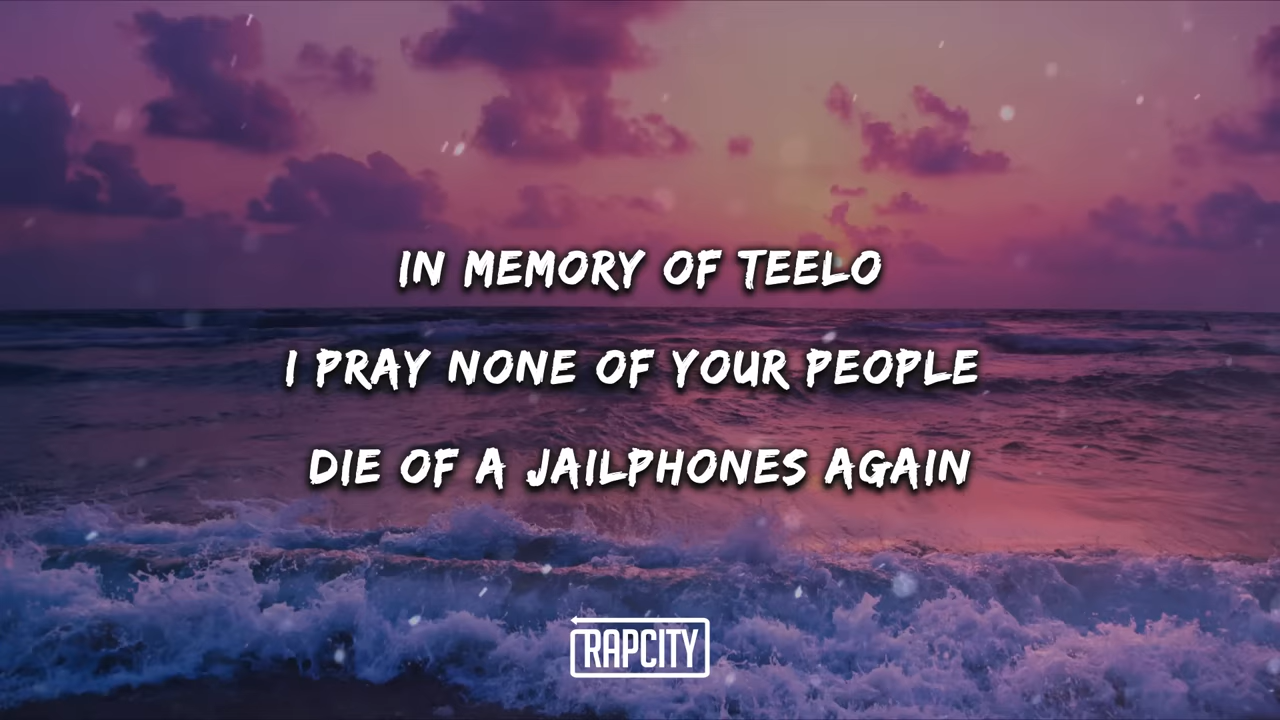 IN MEMORY OF TEELO
I PRAY NONE OF YOUR PEOPLE
DIE OF A JAILPHONES AGAIN
RAPCITY